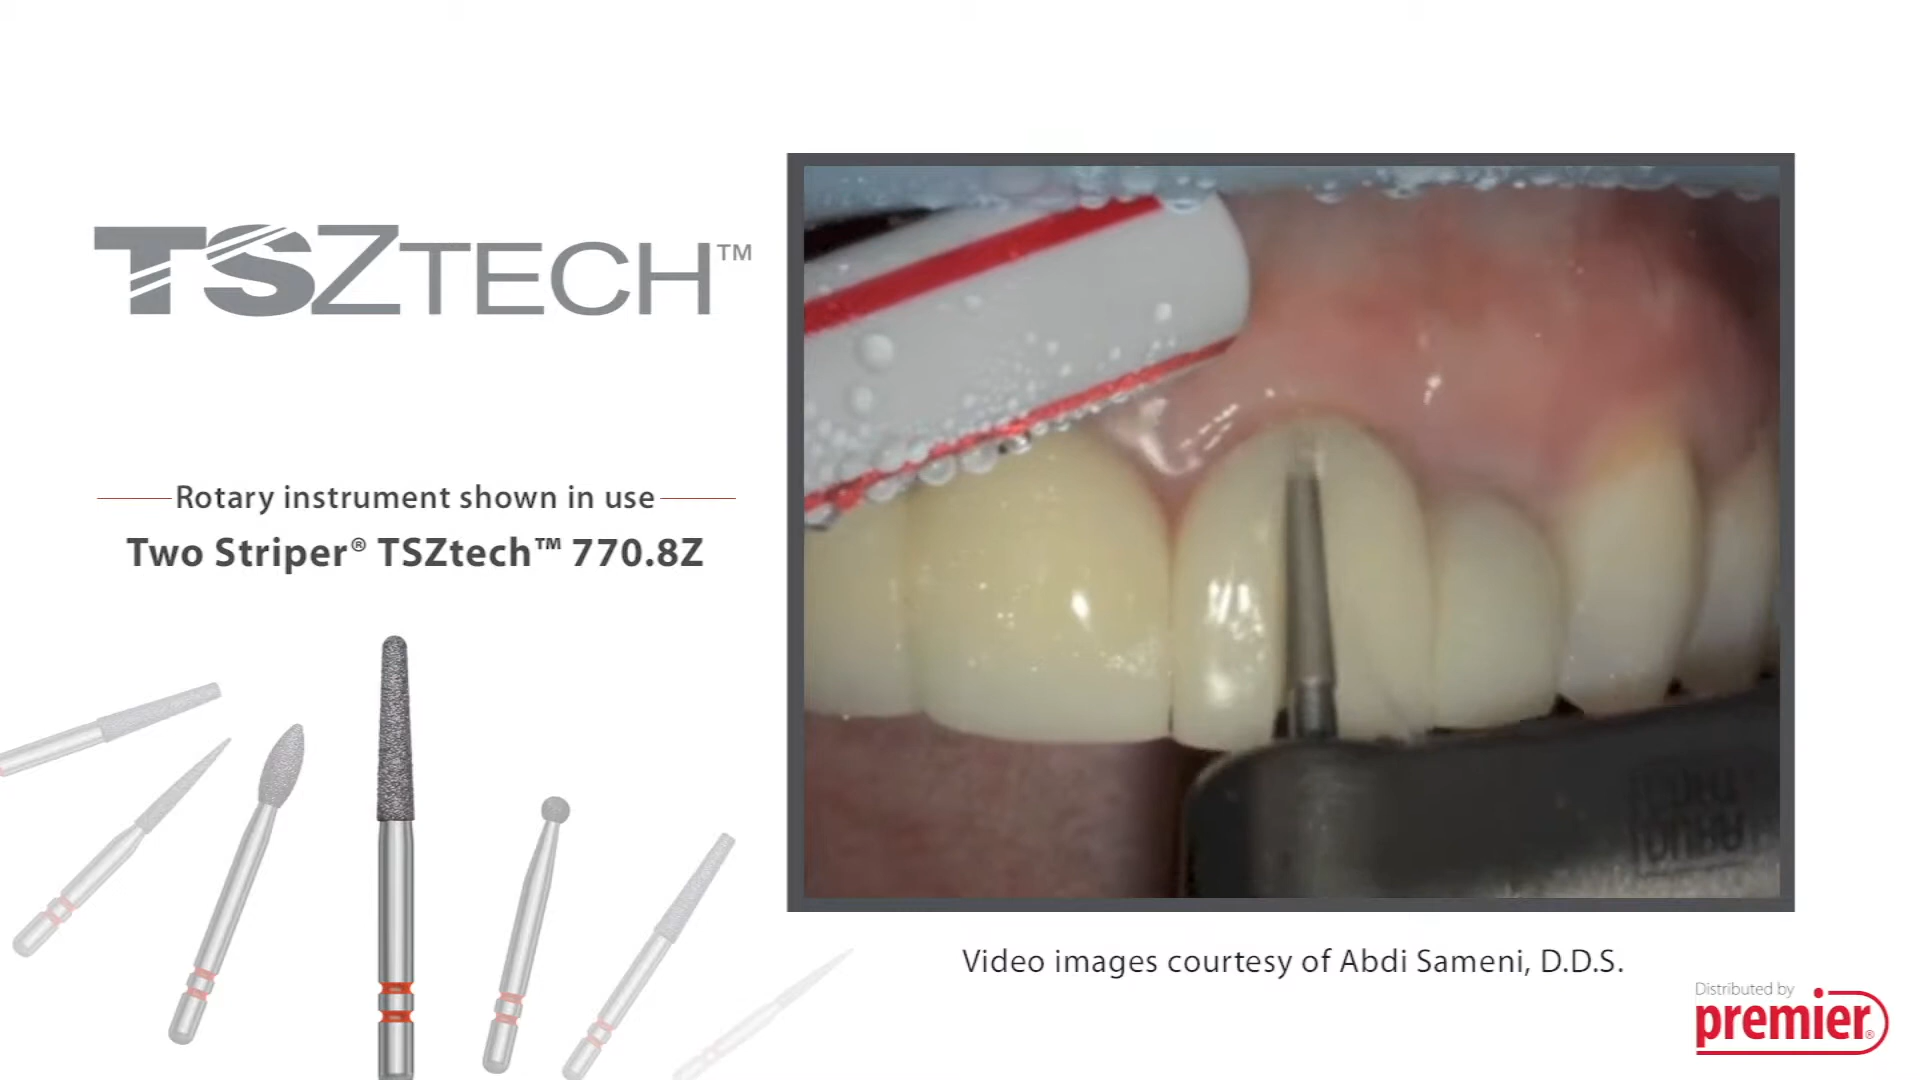 TSZTECH™
Rotary instrument shown in use
Two Striper® TSZtech™ 770.8Z
Video images courtesy of Abdi Sameni, D.D.S.
Distributed by
premier®